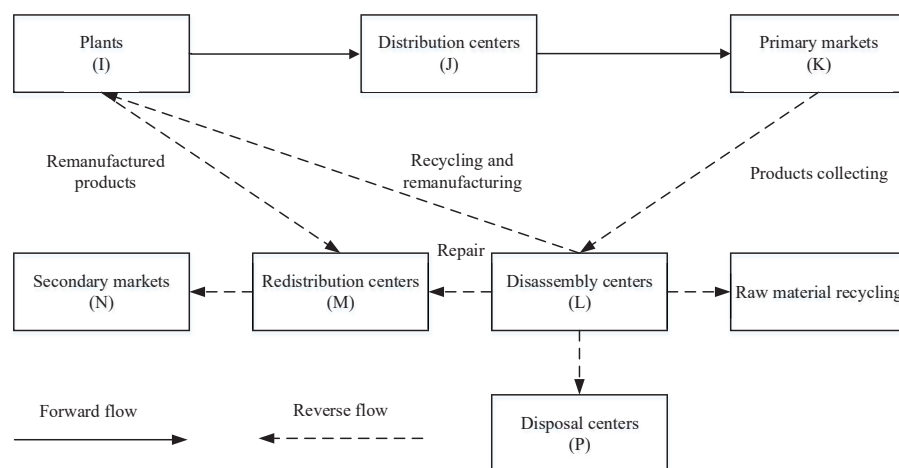 Plants
(I)
Distribution centers
(J)
Primary markets
(K)
Remanufactured
products
Recycling and
remanufacturing
Products collecting
Repair
Secondary markets
(N)
Redistribution centers
(M)
Disassembly centers
(L)
Raw material recycling
Forward flow
Reverse flow
Disposal centers
(P)